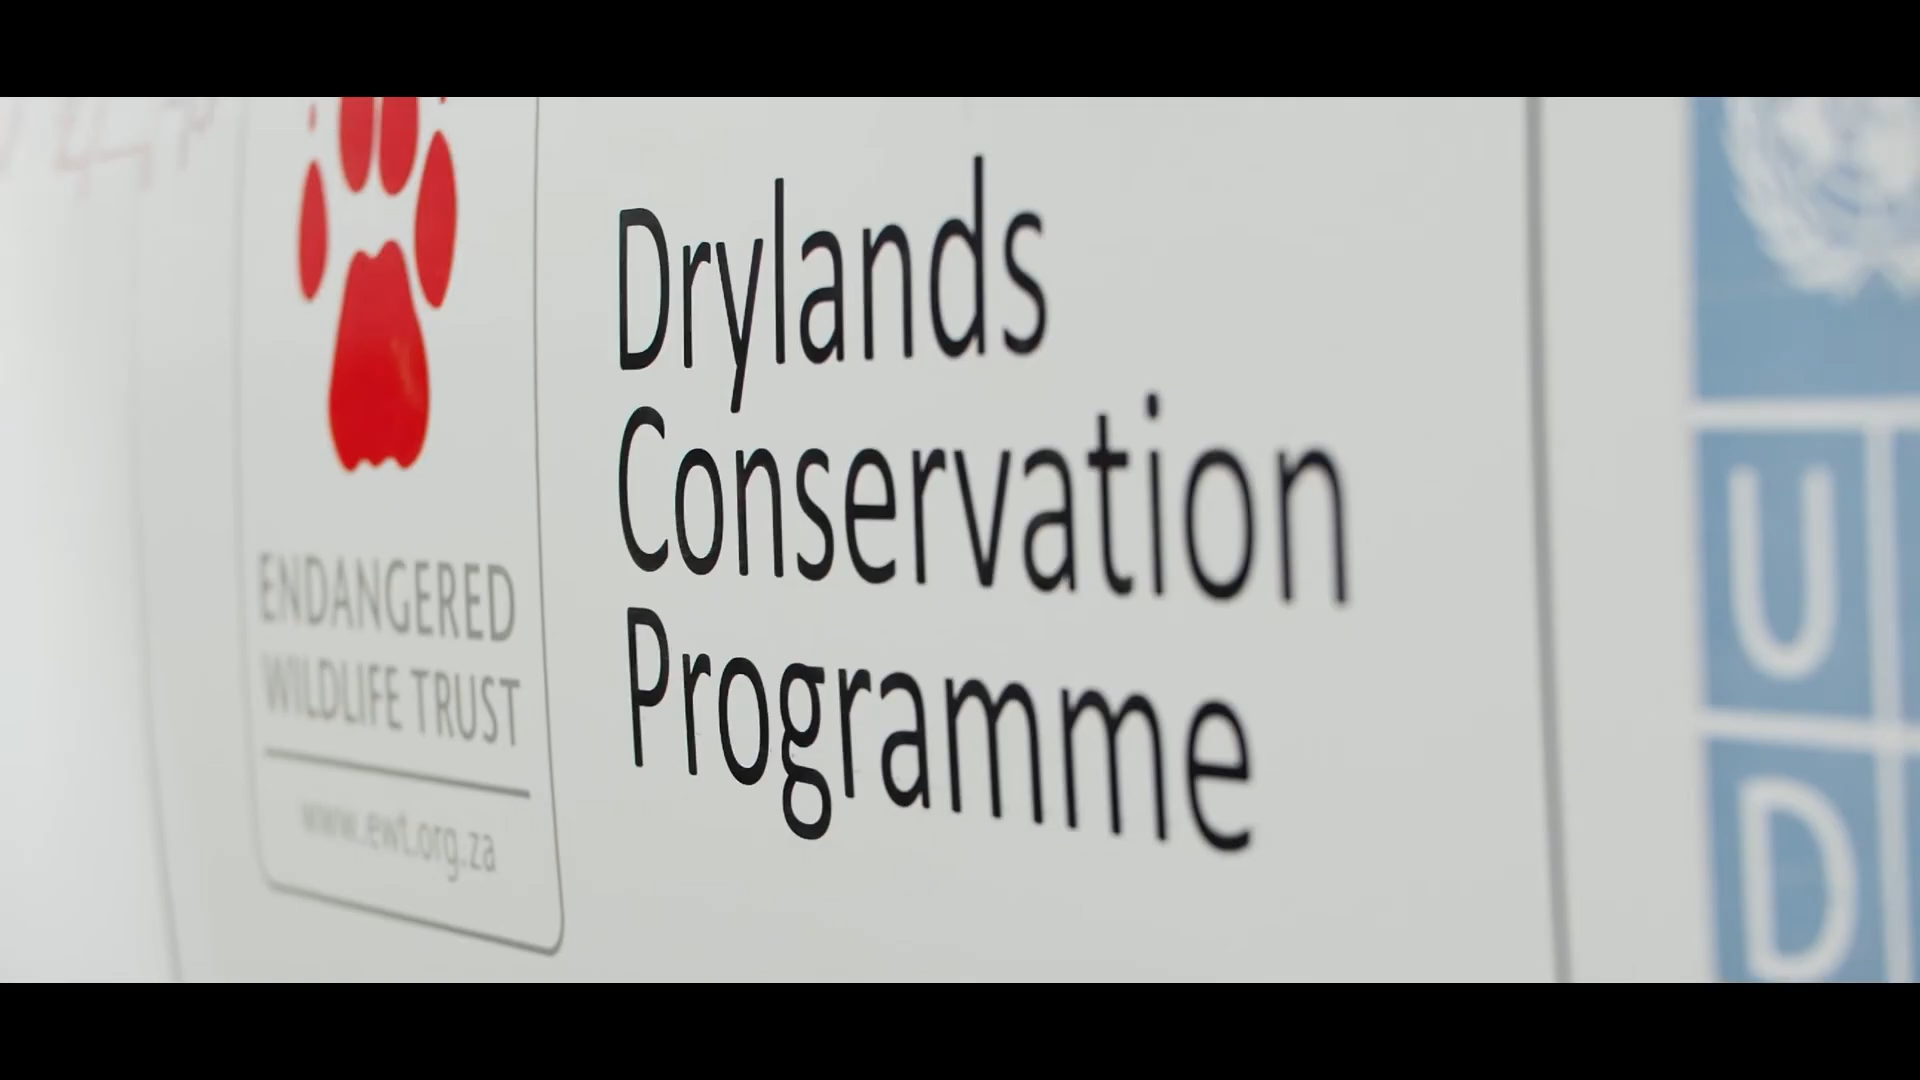 Drylands
Conservation
Programme
ENDANGERED
WILDLIFE TRUST
www.ewt.org.za
U
D